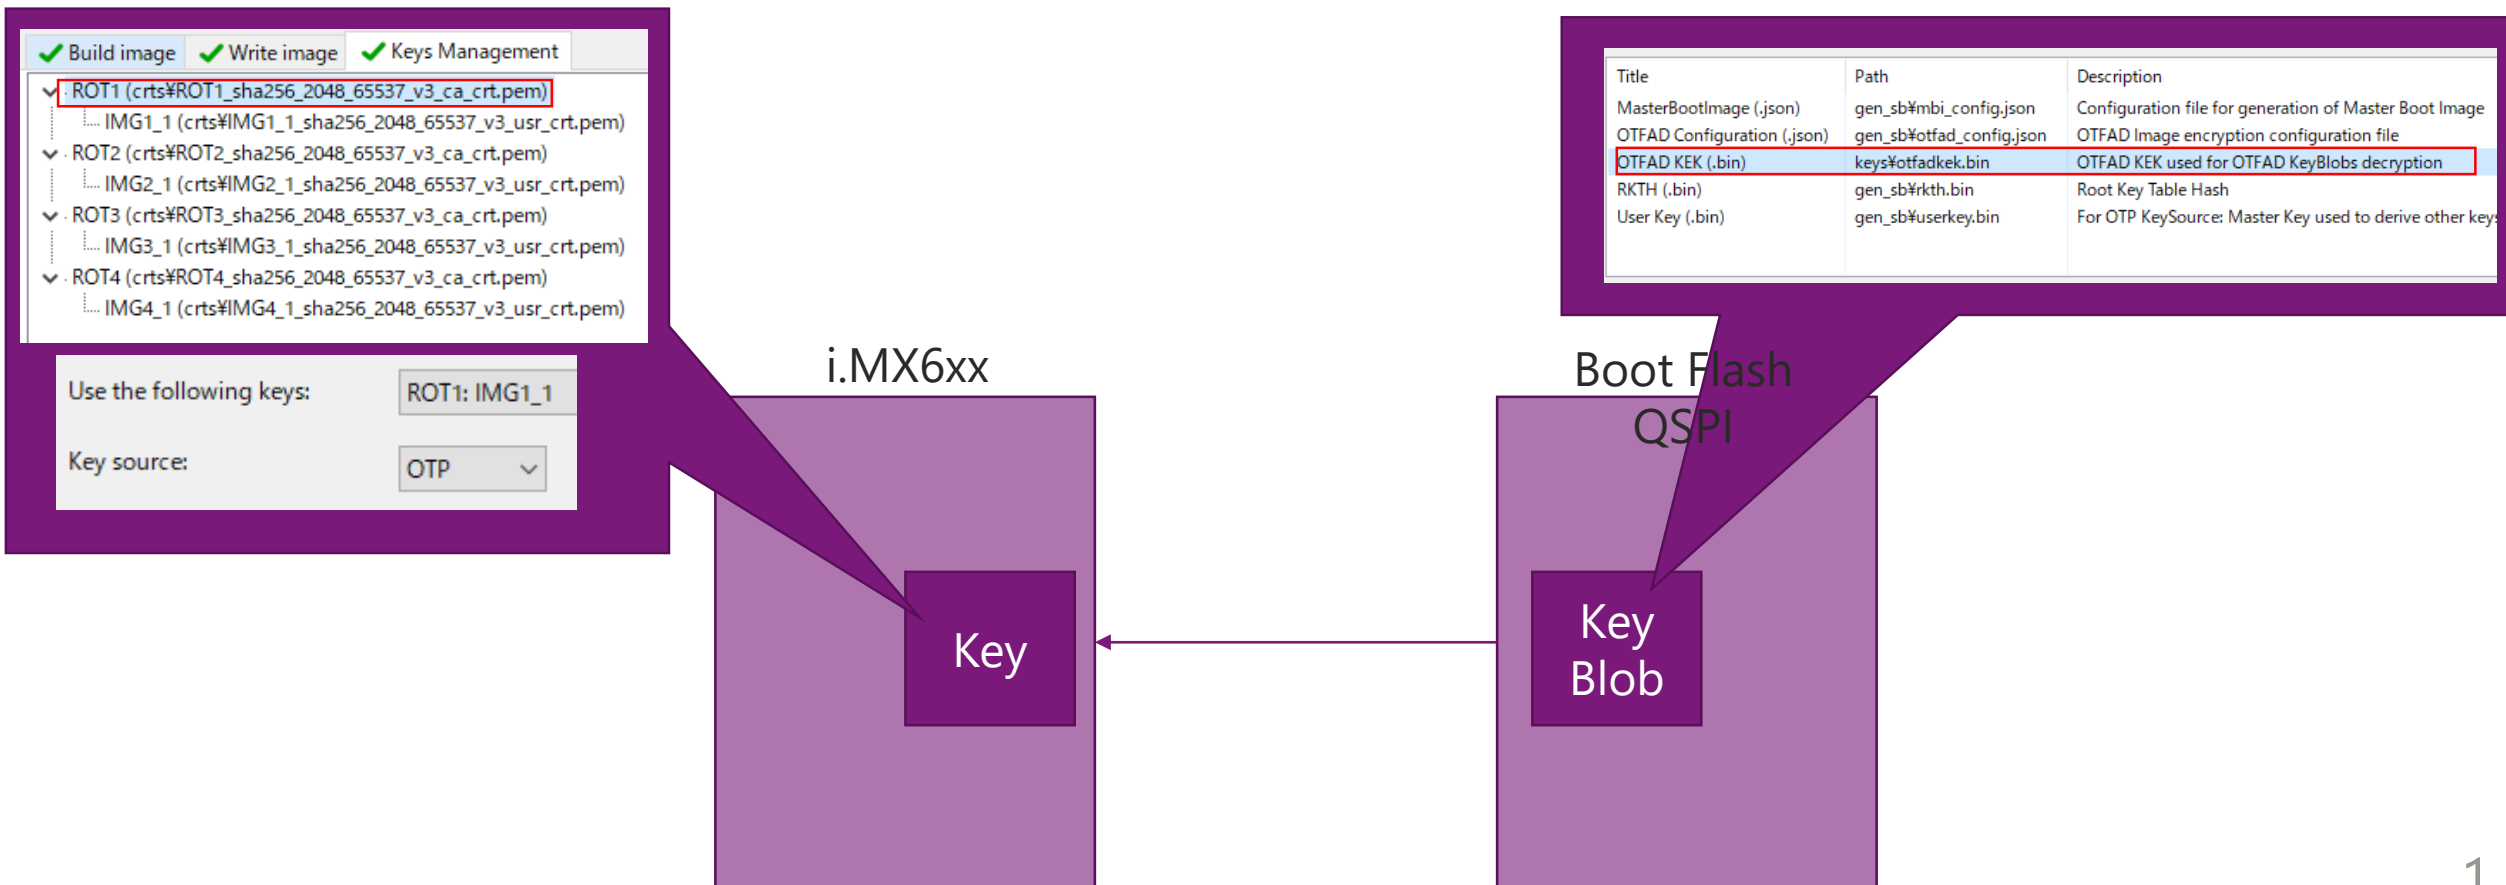 Build image Write image Keys Management
ROT1 (crts¥ROT1_sha256_2048_65537_v3_ca_crt.pem)
IMG1_1 (crts¥IMG1_1_sha256_2048_65537_v3_usr_crt.pem)
ROT2 (crts¥ROT2_sha256_2048_65537_v3_ca_crt.pem)
IMG2_1 (crts¥IMG2_1_sha256_2048_65537_v3_usr_crt.pem)
ROT3 (crts¥ROT3_sha256_2048_65537_v3_ca_crt.pem)
IMG3_1 (crts¥IMG3_1_sha256_2048_65537_v3_usr_crt.pem)
ROT4 (crts¥ROT4_sha256_2048_65537_v3_ca_crt.pem)
IMG4_1 (crts¥IMG4_1_sha256_2048_65537_v3_usr_crt.pem)
Use the following keys: ROT1: IMG1_1
Key source: OTP
Title Path Description
MasterBootImage (.json) gen_sb¥mbi_config.json Configuration file for generation of Master Boot Image
OTFAD Configuration (.json) gen_sb¥otfad_config.json OTFAD Image encryption configuration file
OTFAD KEK (.bin) keys¥otfadkek.bin OTFAD KEK used for OTFAD KeyBlobs decryption
RKTH (.bin) gen_sb¥rkth.bin Root Key Table Hash
User Key (.bin) gen_sb¥userkey.bin For OTP KeySource: Master Key used to derive other keys
i.MX6xx
Boot Flash
QSPI
Key
Key
Blob
1